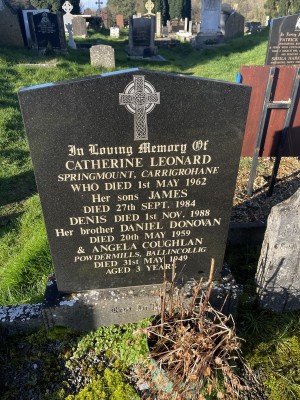 In Loving Memory Of
CATHERINE LEONARD
SPRINGMOUNT, CARRIGROHANE
WHO DIED 1st MAY 1962
Her sons JAMES
DIED 27th SEPT. 1984
DENIS DIED 1st NOV. 1988
Her brother DANIEL DONOVAN
DIED 20th MAY 1959
& ANGELA COUGHLAN
POWDERMILLS, BALLINCOLLIG
DIED 31st MAY 1949
AGED 3 YEARS